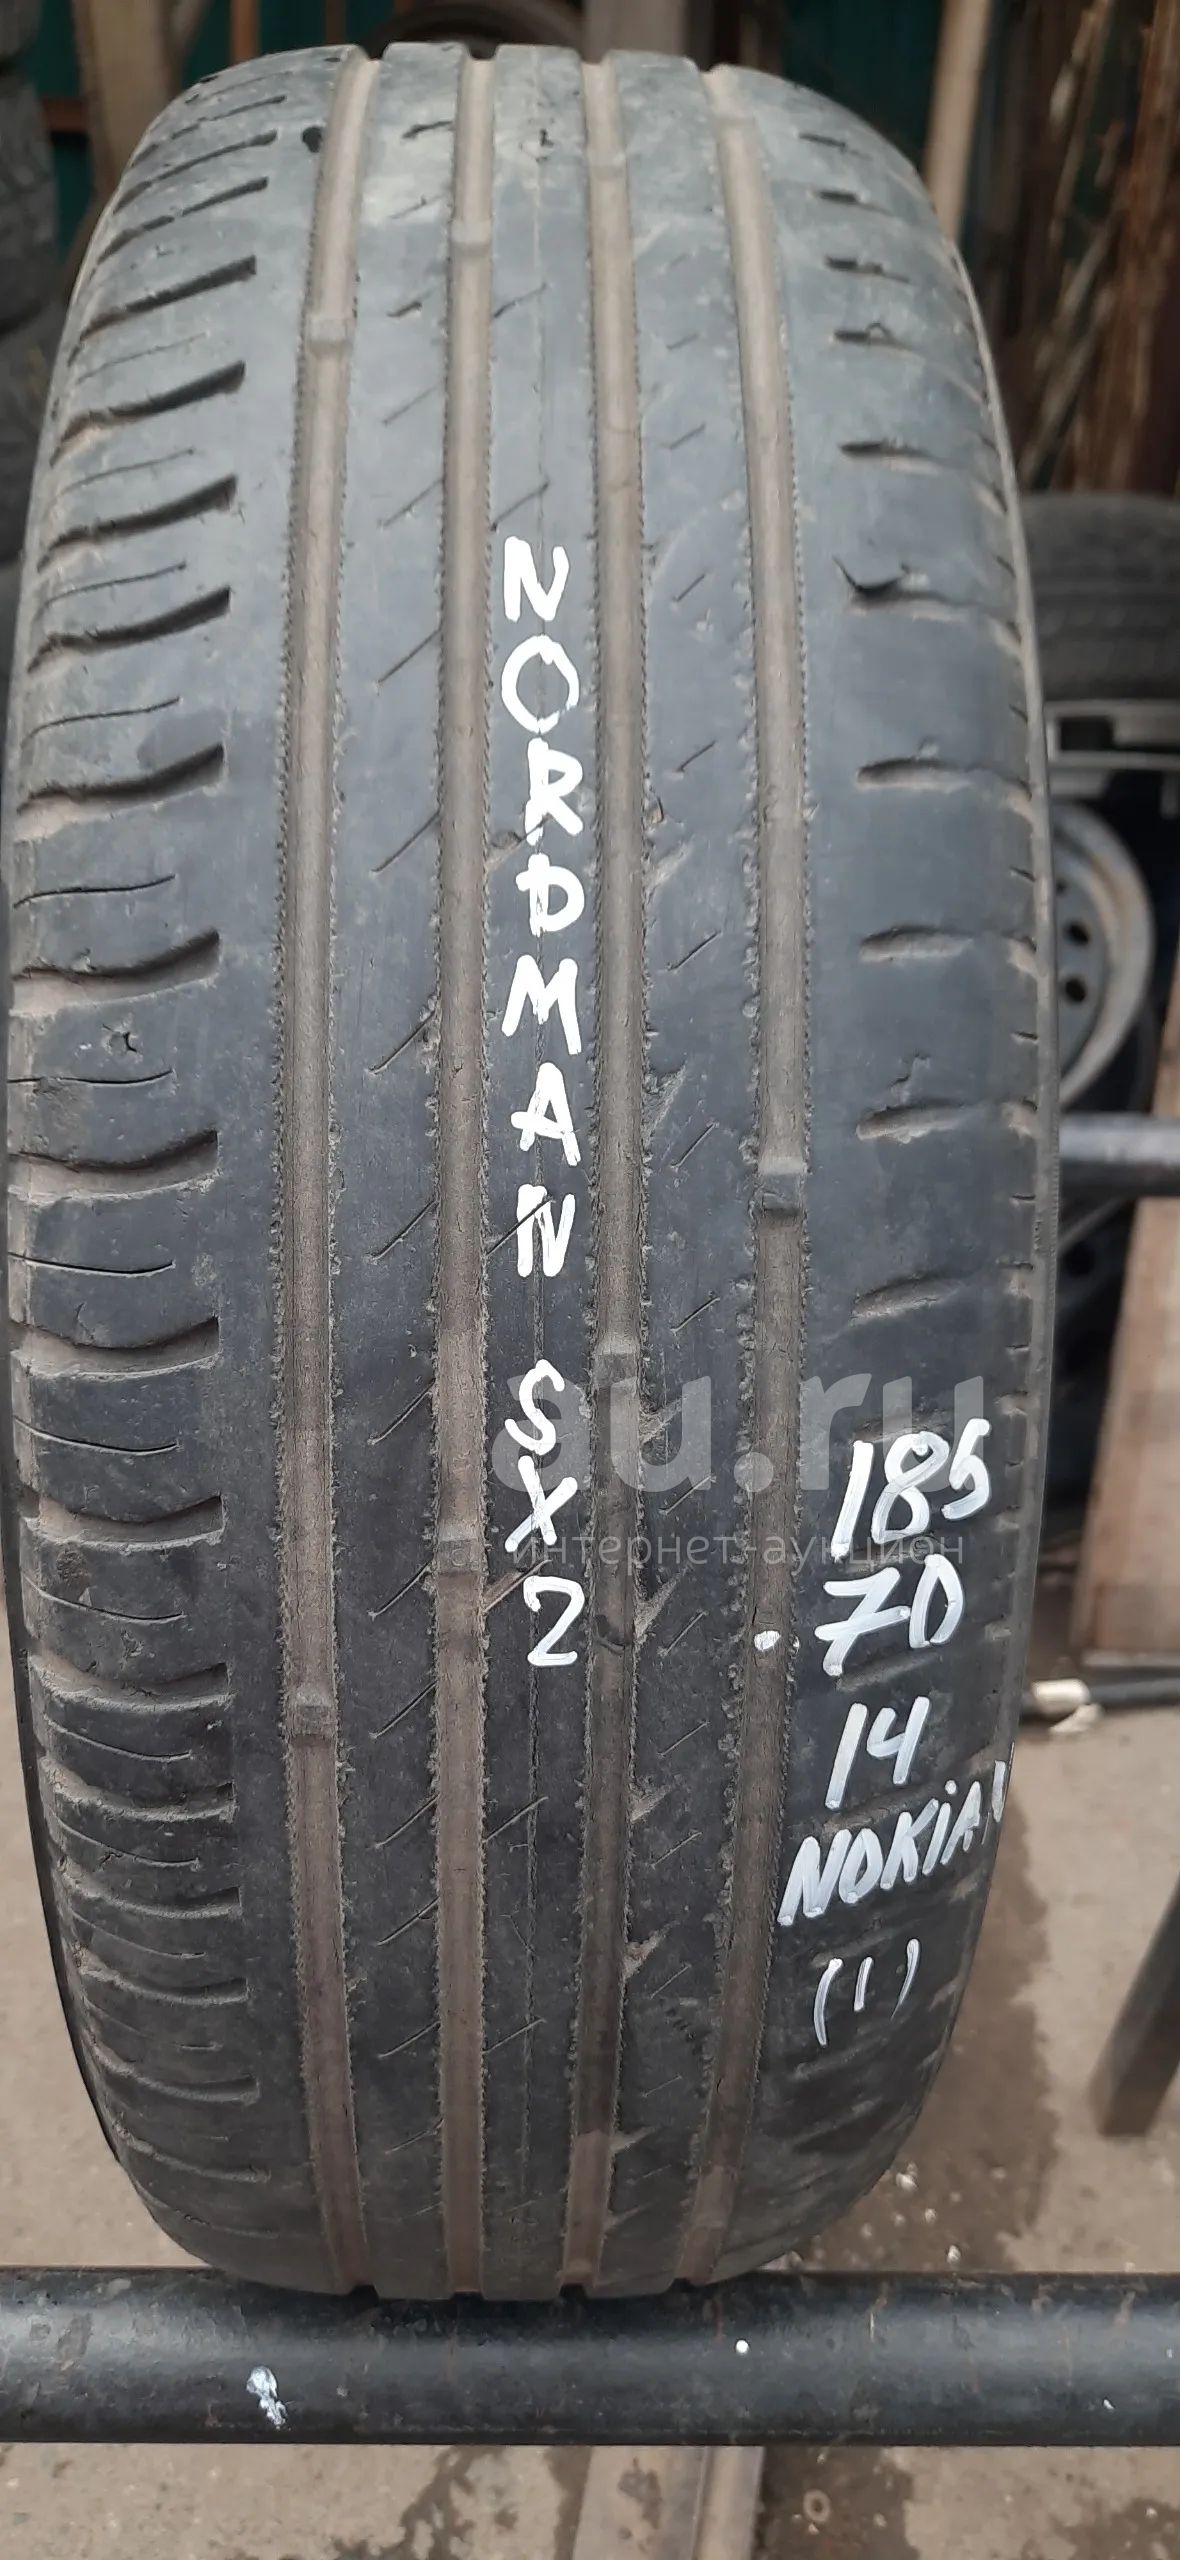 NORDMAN SX2
au.ru
интернет-аукцион
185
70
14
NOKIAN
(1)